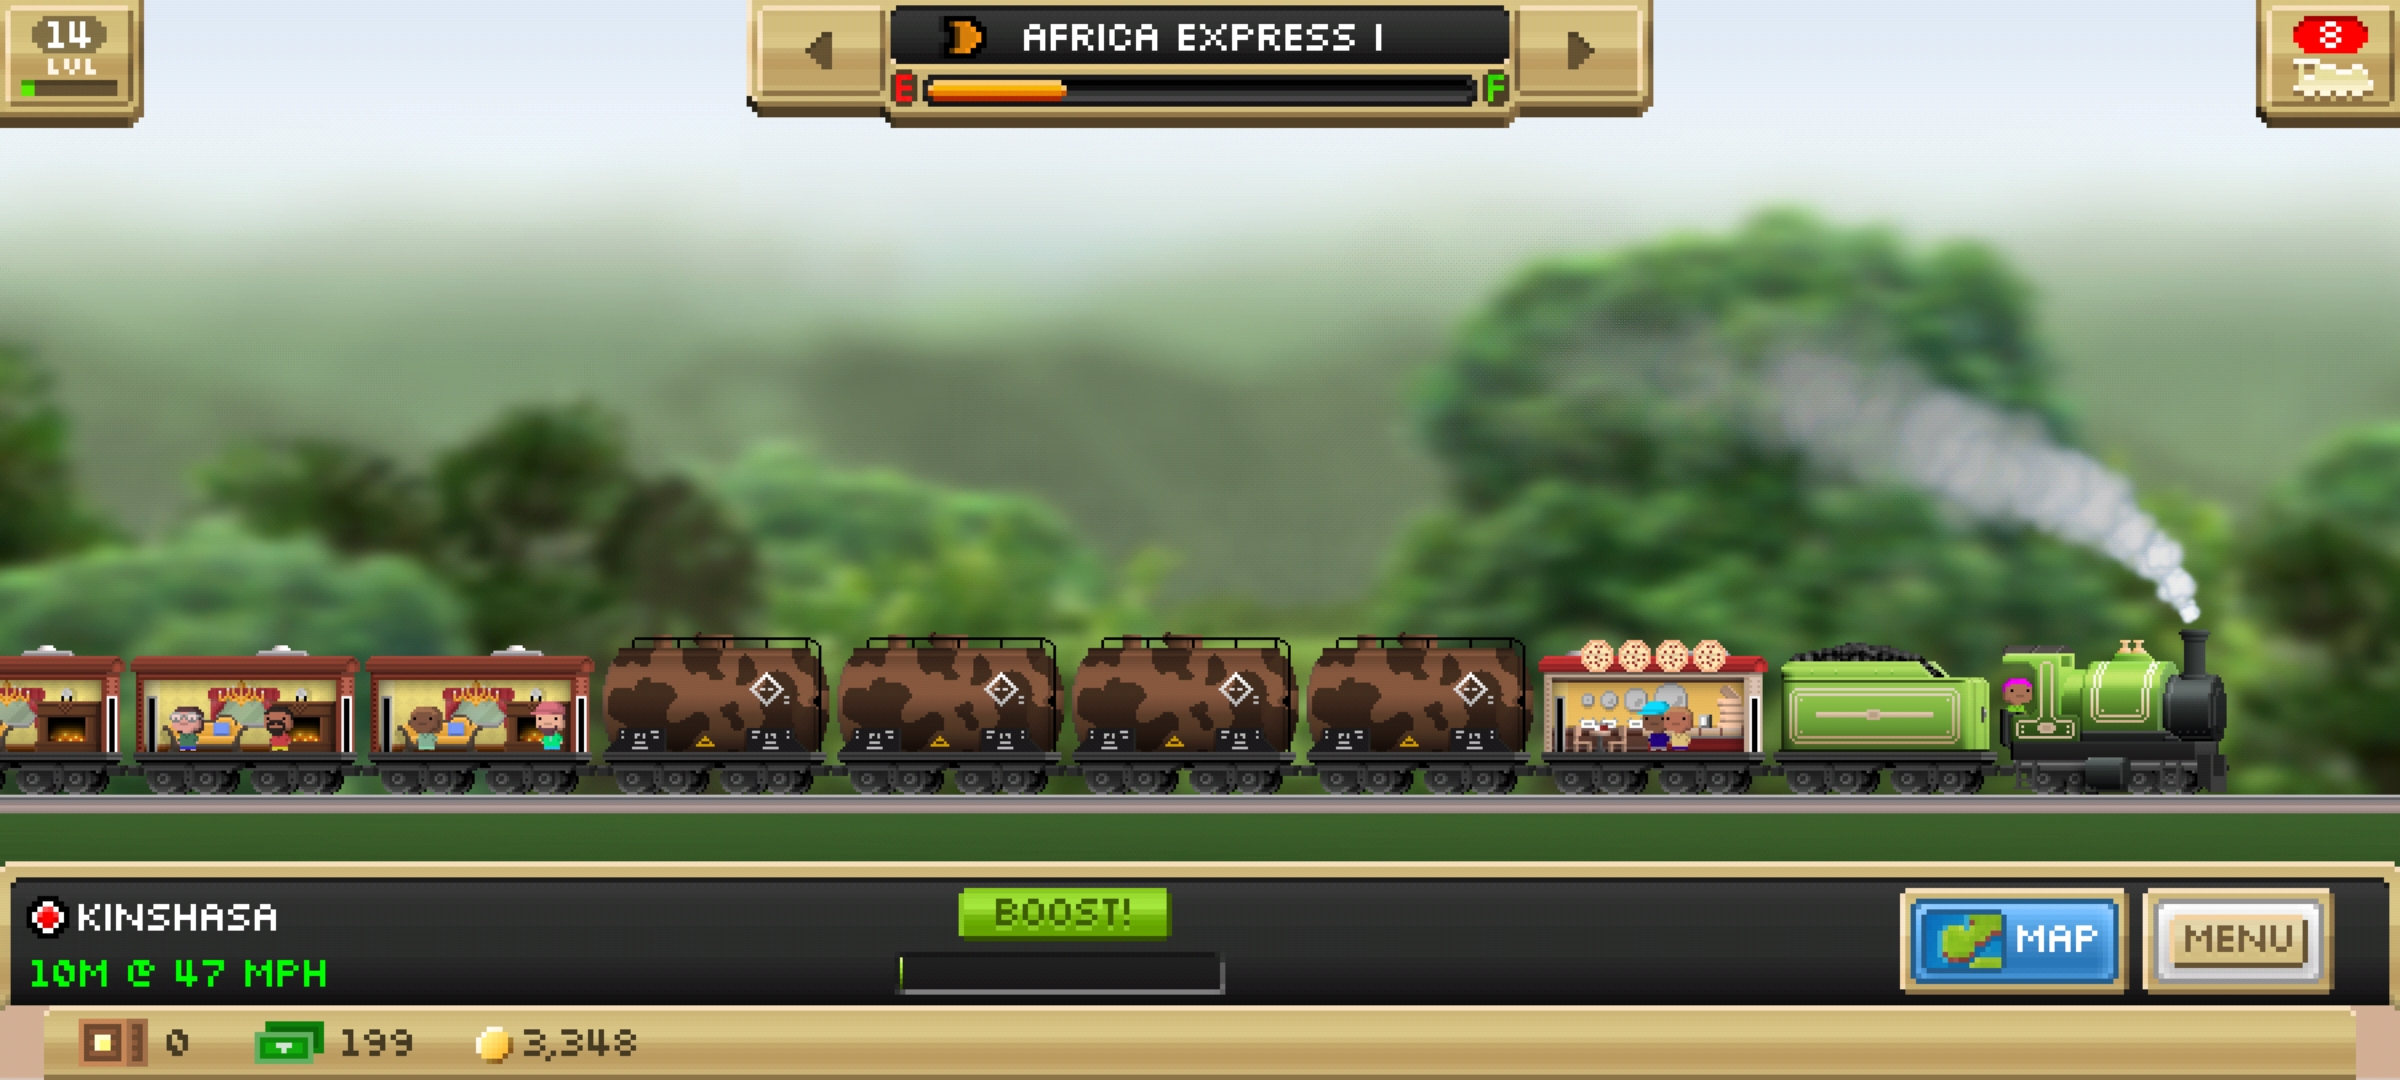 14
LVL
AFRICA EXPRESS I
E
F
8
KINSHASA
10M @ 47 MPH
BOOST!
MAP
MENU
0
199
3,348